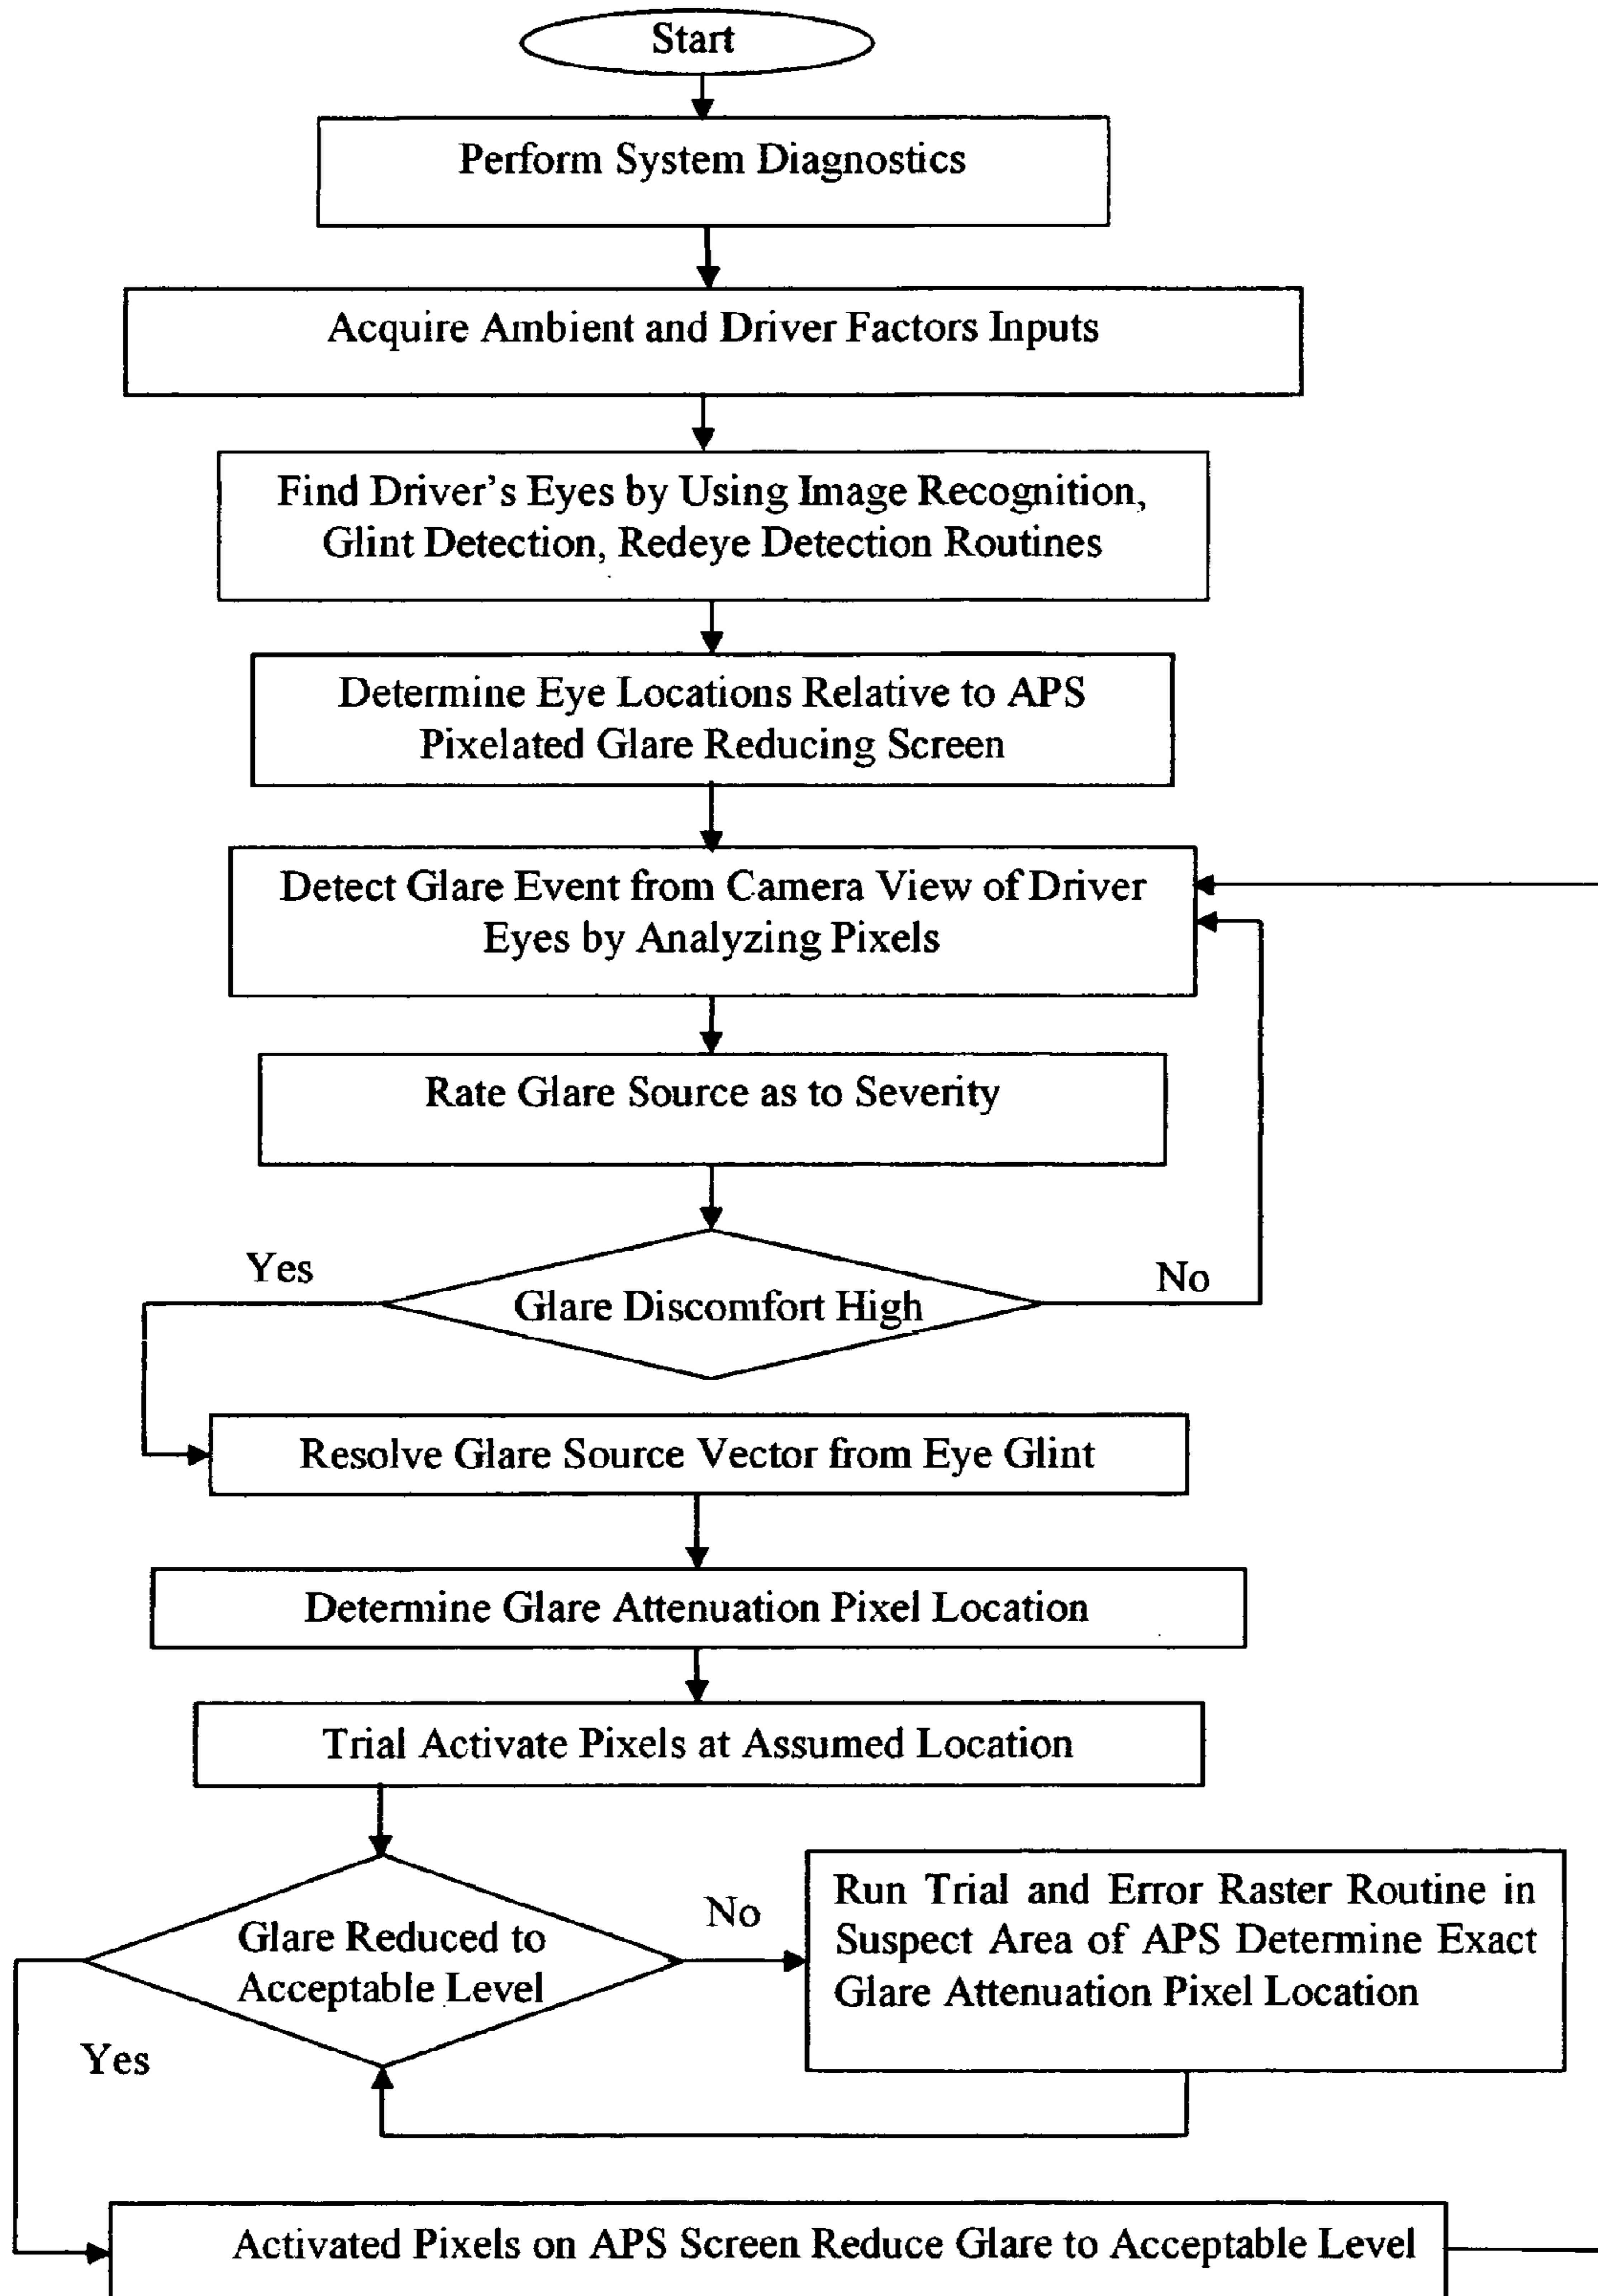 Start
Perform System Diagnostics
Acquire Ambient and Driver Factors Inputs
Find Driver's Eyes by Using Image Recognition,
Glint Detection, Redeye Detection Routines
Determine Eye Locations Relative to APS
Pixelated Glare Reducing Screen
Detect Glare Event from Camera View of Driver
Eyes by Analyzing Pixels
Rate Glare Source as to Severity
Yes
No
Glare Discomfort High
Resolve Glare Source Vector from Eye Glint
Determine Glare Attenuation Pixel Location
Trial Activate Pixels at Assumed Location
Glare Reduced to
Acceptable Level
No
Run Trial and Error Raster Routine in
Suspect Area of APS Determine Exact
Glare Attenuation Pixel Location
Yes
Activated Pixels on APS Screen Reduce Glare to Acceptable Level